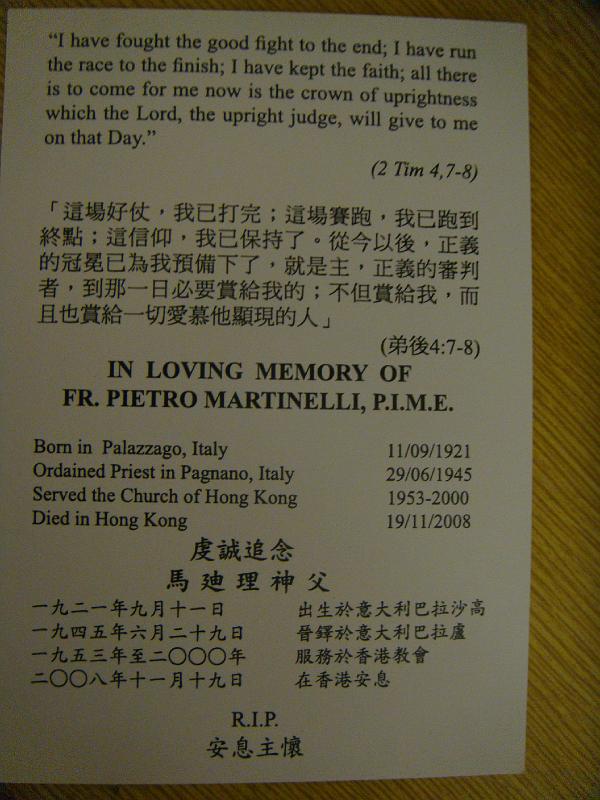 “I have fought the good fight to the end; I have run
the race to the finish; I have kept the faith; all there
is to come for me now is the crown of uprightness
which the Lord, the upright judge, will give to me
on that Day.”
(2 Tim 4,7-8)
「這場好仗，我已打完；這場賽跑，我已跑到
終點；這信仰，我已保持了。從今以後，正義
的冠冕已為我預備下了，就是主，正義的審判
者，到那一日必要賞給我的；不但賞給我，而
且也賞給一切愛慕他顯現的人」
(弟後4:7-8)
IN LOVING MEMORY OF
FR. PIETRO MARTINELLI, P.I.M.E.
Born in Palazzago, Italy 11/09/1921
Ordained Priest in Pagnano, Italy 29/06/1945
Served the Church of Hong Kong 1953-2000
Died in Hong Kong 19/11/2008
虔誠追念
馬迪理神父
一九二一年九月十一日 出生於意大利巴拉沙高
一九四五年六月二十九日 晉鐸於意大利巴拉盧
一九五三年至二〇〇〇年 服務於香港教會
二〇〇八年十一月十九日 在香港安息
R.I.P.
安息主懷